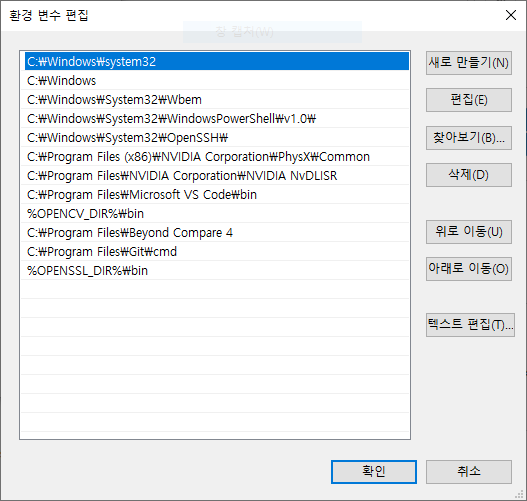 환경 변수 편집
창 캡처(W)
C:₩Windows₩system32
C:₩Windows
C:₩Windows₩System32₩Wbem
C:₩Windows₩System32₩WindowsPowerShell₩v1.0₩
C:₩Windows₩System32₩OpenSSH₩
C:₩Program Files (x86)₩NVIDIA Corporation₩PhysX₩Common
C:₩Program Files₩NVIDIA Corporation₩NVIDIA NvDLISR
C:₩Program Files₩Microsoft VS Code₩bin
%OPENCV_DIR%₩bin
C:₩Program Files₩Beyond Compare 4
C:₩Program Files₩Git₩cmd
%OPENSSL_DIR%₩bin
새로 만들기(N)
편집(E)
찾아보기(B)...
삭제(D)
위로 이동(U)
아래로 이동(O)
텍스트 편집(T)...
확인
취소